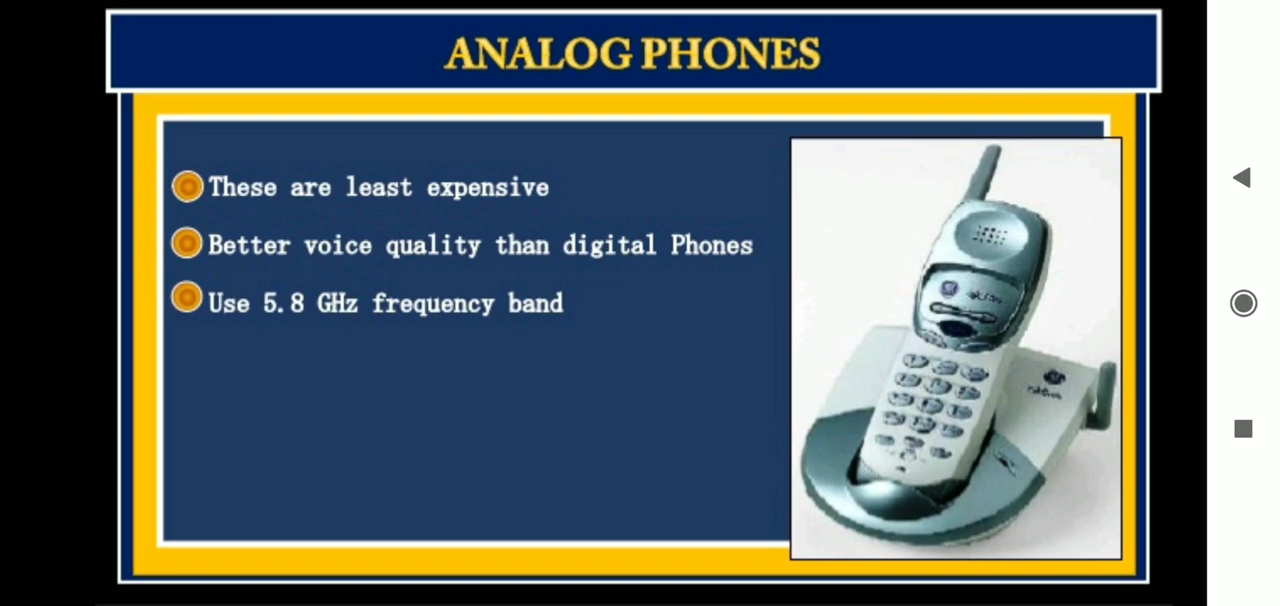 ANALOG PHONES
These are least expensive
Better voice quality than digital Phones
Use 5.8 GHz frequency band